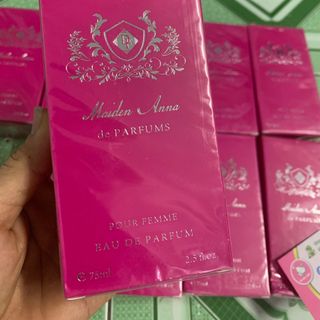 Maiden Anna
de PARFUMS
POUR FEMME
EAU DE PARFUM
75ml
2.5 fl.oz.